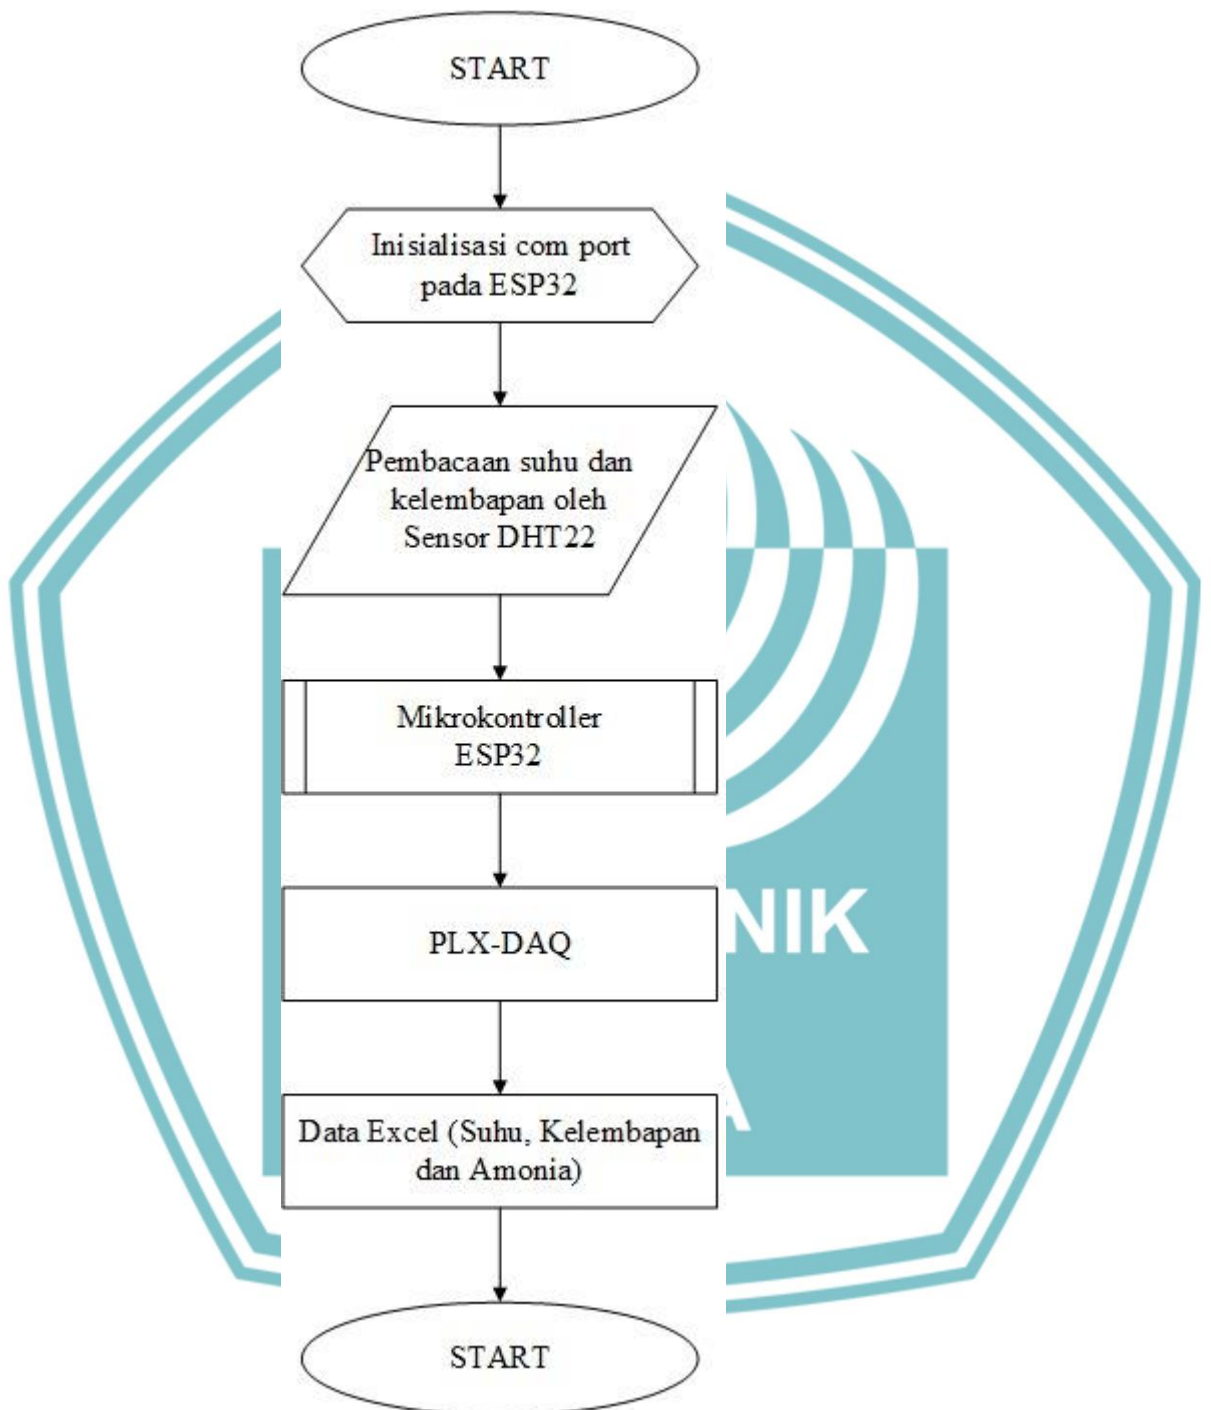 START
Inisialisasi com port
pada ESP32
Pembacaan suhu dan
kelembapan oleh
Sensor DHT22
Mikrokontroller
ESP32
PLX-DAQ
NIK
Data Excel (Suhu, Kelembapan
dan Amonia)
A
START